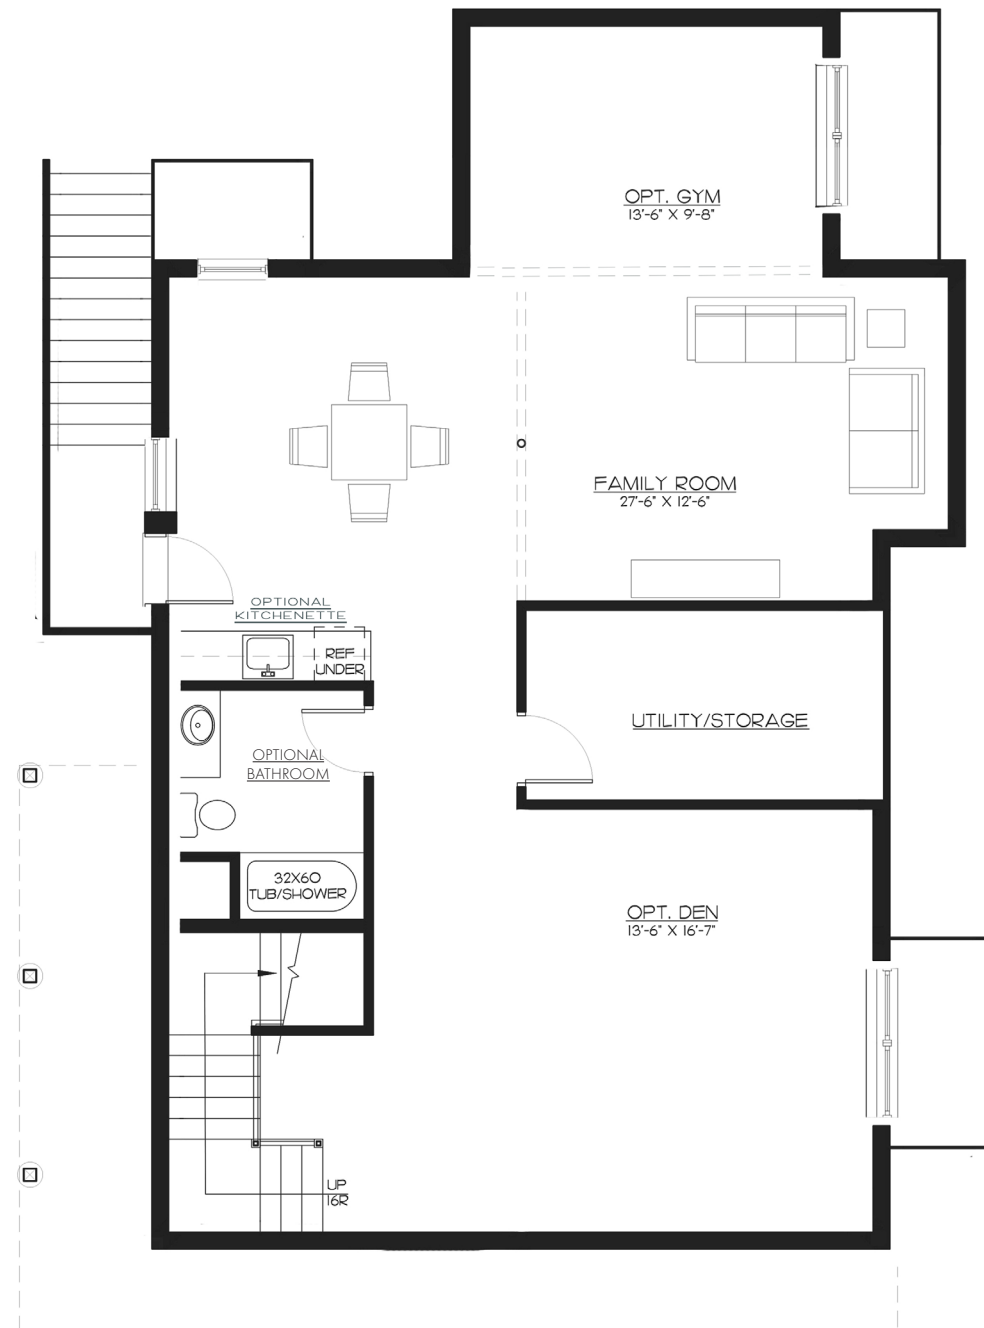 OPT. GYM
13'-6" X 9'-8"
FAMILY ROOM
27'-6" X 12'-6"
OPTIONAL
KITCHENETTE
REF
UNDER
UTILITY/STORAGE
OPTIONAL
BATHROOM
32X60
TUB/SHOWER
OPT. DEN
13'-6" X 16'-7"
UP
16R